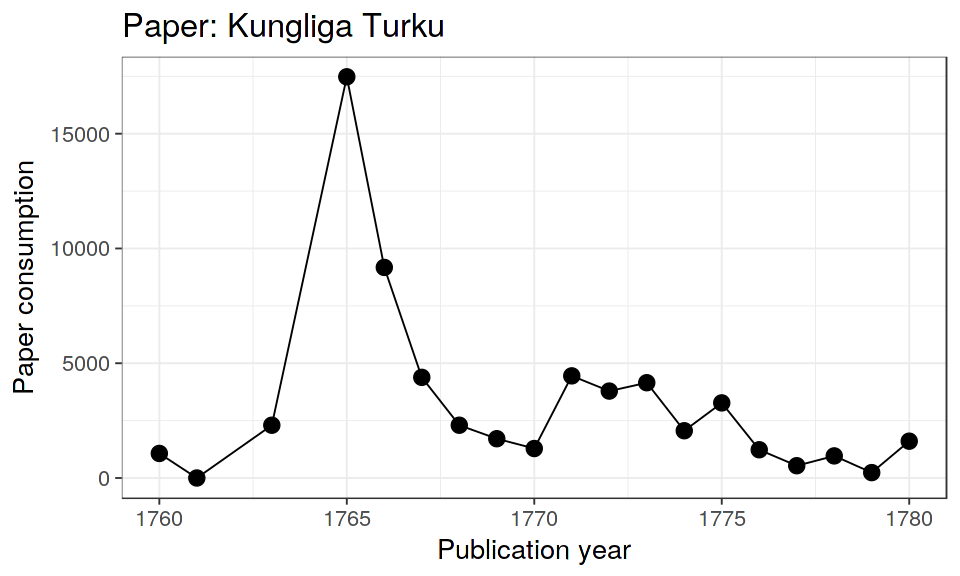 Paper: Kungliga Turku
Paper consumption
15000
10000
5000
0
1760 1765 1770 1775 1780
Publication year